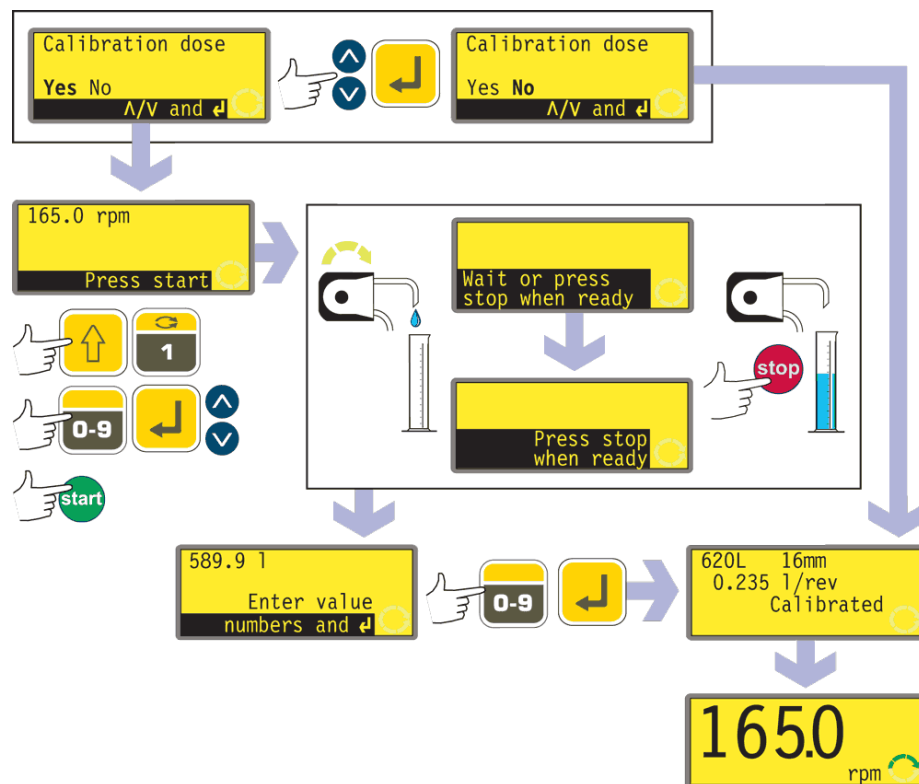 Calibration dose
Yes No
Λ/V and ↲
Calibration dose
Yes No
Λ/V and ↲
165.0 rpm
Press start
1
0-9
start
Wait or press
stop when ready
stop
Press stop
when ready
589.9 l
Enter value
numbers and ↲
0-9
620L 16mm
0.235 l/rev
Calibrated
165.0
rpm